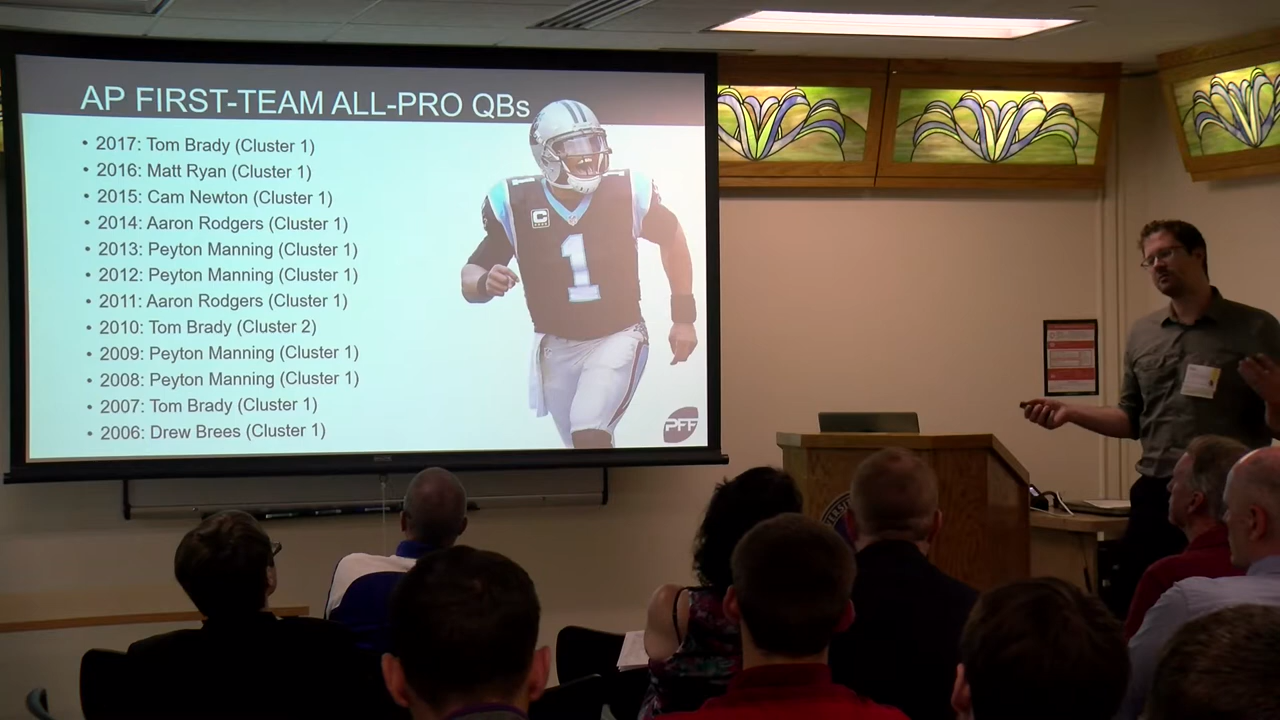 AP FIRST-TEAM ALL-PRO QBs
• 2017: Tom Brady (Cluster 1)
• 2016: Matt Ryan (Cluster 1)
• 2015: Cam Newton (Cluster 1)
• 2014: Aaron Rodgers (Cluster 1)
• 2013: Peyton Manning (Cluster 1)
• 2012: Peyton Manning (Cluster 1)
• 2011: Aaron Rodgers (Cluster 1)
• 2010: Tom Brady (Cluster 2)
• 2009: Peyton Manning (Cluster 1)
• 2008: Peyton Manning (Cluster 1)
• 2007: Tom Brady (Cluster 1)
• 2006: Drew Brees (Cluster 1)
C
1
PFF